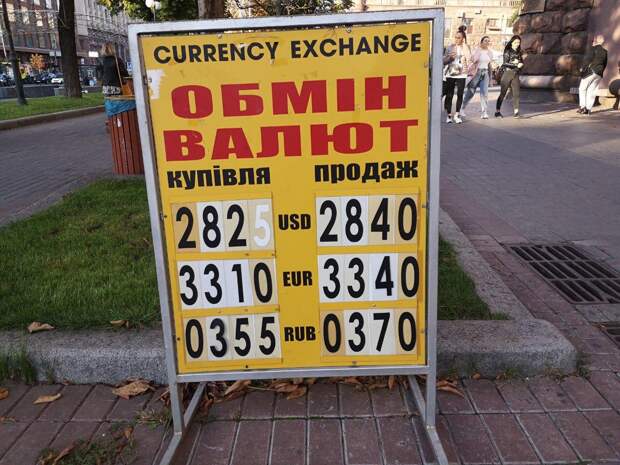 CURRENCY EXCHANGE
ОБМІН
ВАЛЮТ
купівля продаж
2825 USD 2840
3310 EUR 3340
0355 RUB 0370